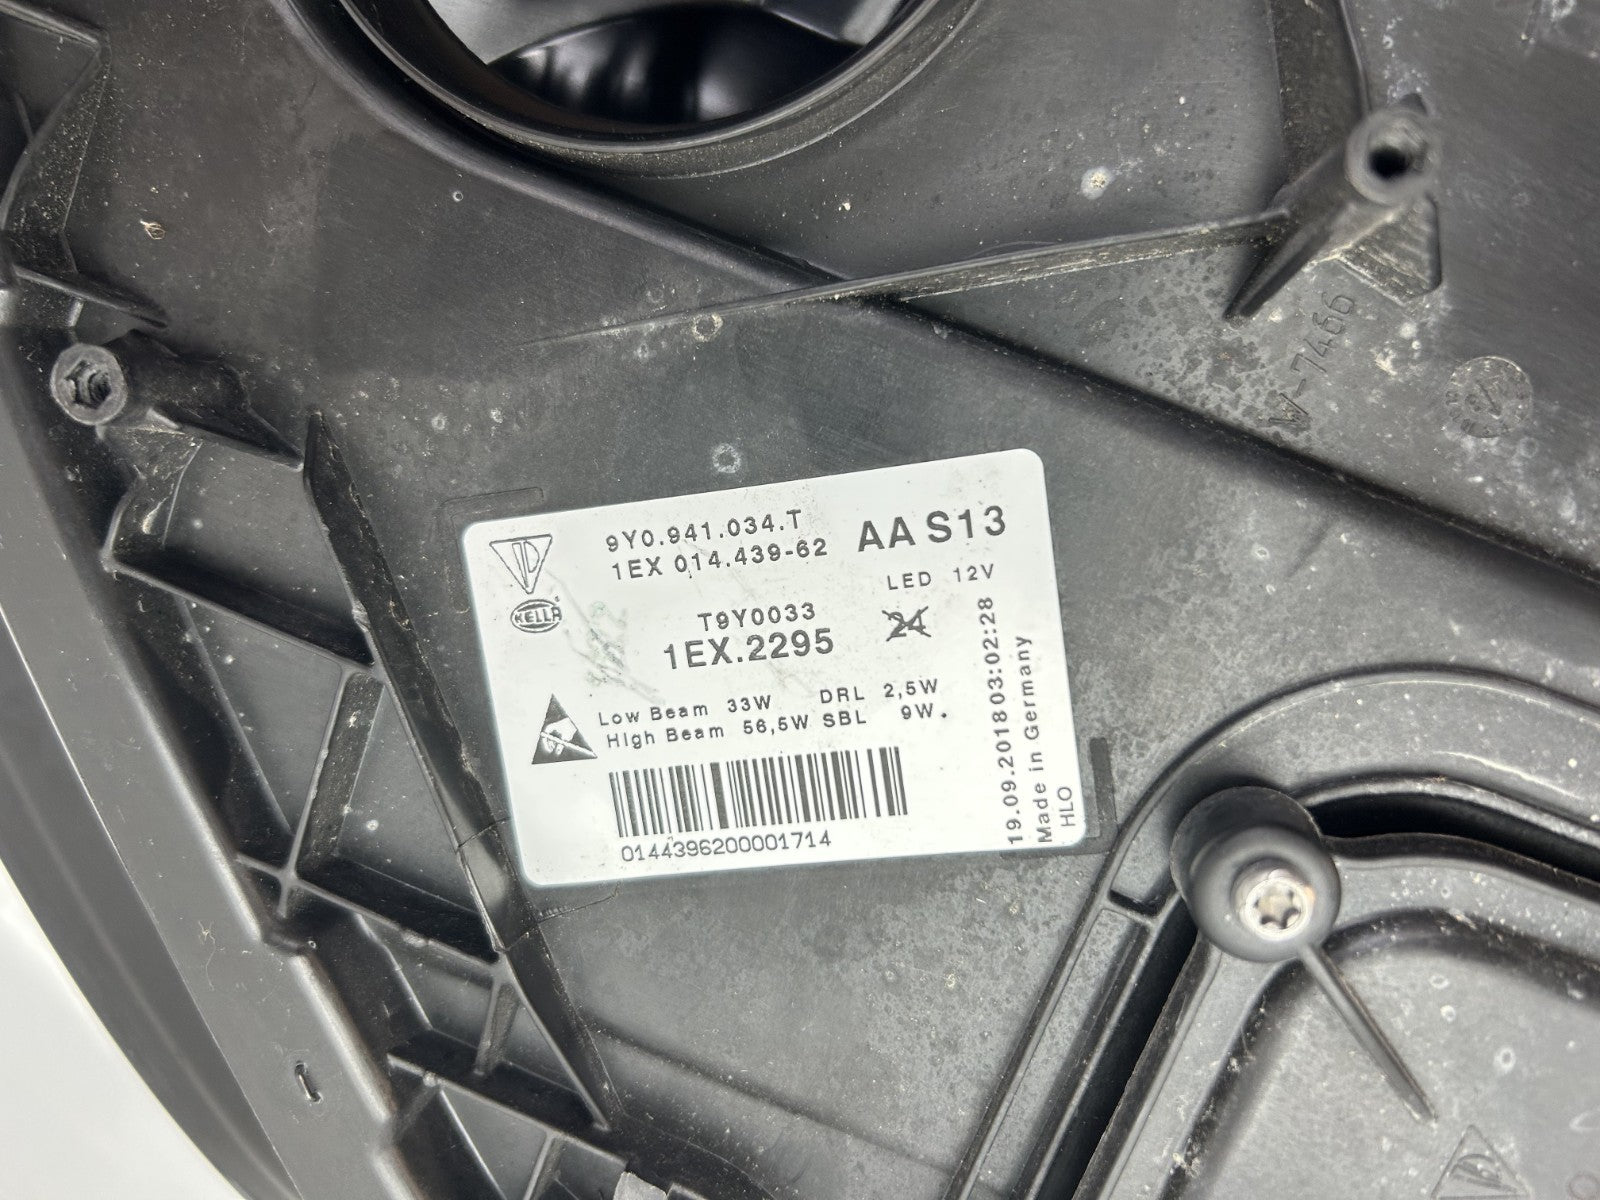 9Y0.941.034.T
1EX 014.439-62
AA S13
LED 12V
HELLA
T9Y0033
24
1EX.2295
Low Beam 33W DRL 2,5W
High Beam 56,5W SBL 9W.
0144396200001714
19.09.2018 03:02:28
Made in Germany
HLO
W-7466